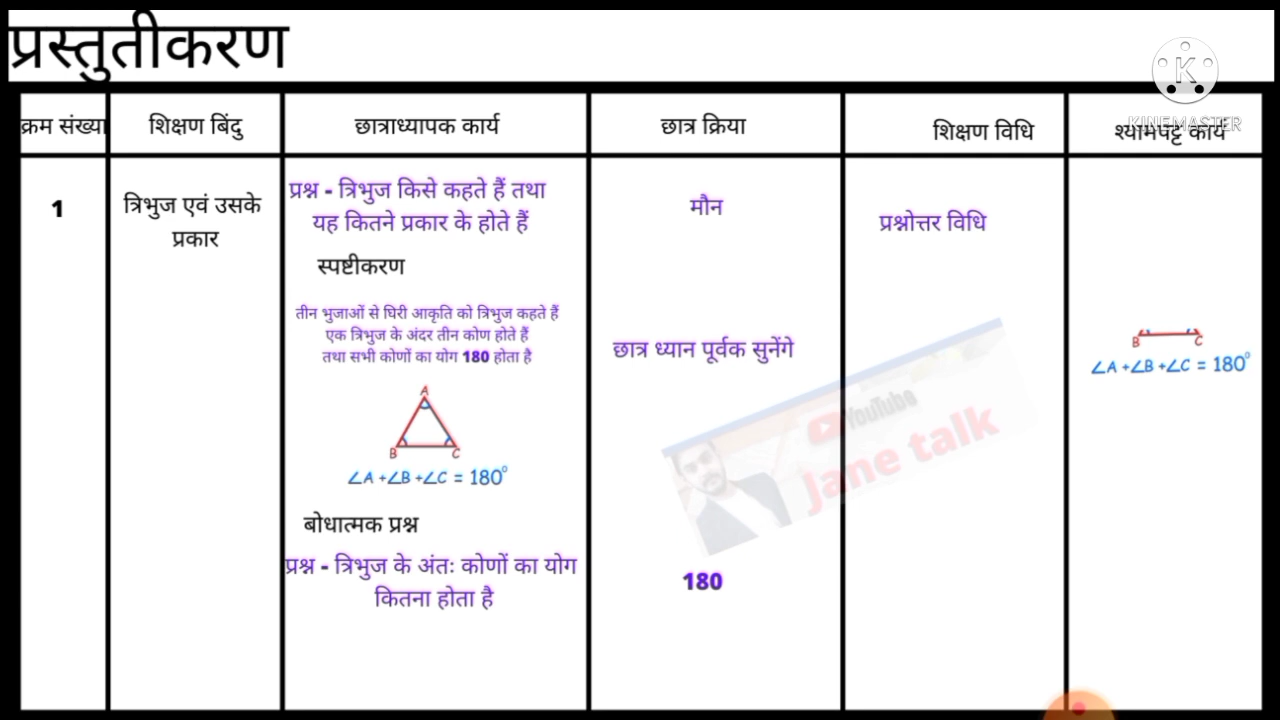 प्रस्तुतीकरण
K
KINEMASTER
क्रम संख्या
शिक्षण बिंदु
छात्राध्यापक कार्य
छात्र क्रिया
शिक्षण विधि
श्यामपट्ट कार्य
1
त्रिभुज एवं उसके
प्रकार
प्रश्न - त्रिभुज किसे कहते हैं तथा
यह कितने प्रकार के होते हैं
स्पष्टीकरण
तीन भुजाओं से घिरी आकृति को त्रिभुज कहते हैं
एक त्रिभुज के अंदर तीन कोण होते हैं
तथा सभी कोणों का योग 180 होता है
A
B C
∠A +∠B +∠C = 180°
बोधात्मक प्रश्न
प्रश्न - त्रिभुज के अंतः कोणों का योग
कितना होता है
मौन
छात्र ध्यान पूर्वक सुनेंगे
180
प्रश्नोत्तर विधि
B C
∠A +∠B +∠C = 180°
YouTubo
Jane talk